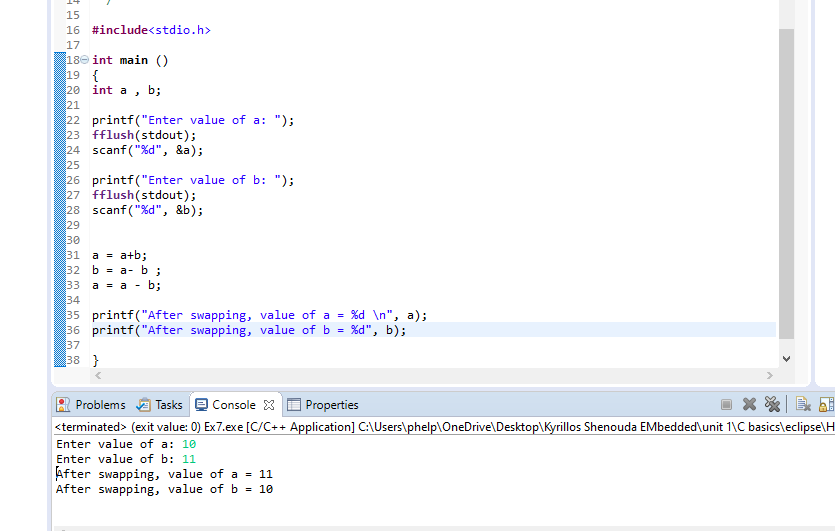 14 /
15
16 #include<stdio.h>
17
18 int main ()
19 {
20 int a , b;
21
22 printf("Enter value of a: ");
23 fflush(stdout);
24 scanf("%d", &a);
25
26 printf("Enter value of b: ");
27 fflush(stdout);
28 scanf("%d", &b);
29
30
31 a = a+b;
32 b = a- b ;
33 a = a - b;
34
35 printf("After swapping, value of a = %d \n", a);
36 printf("After swapping, value of b = %d", b);
37
38 }
Problems Tasks Console Properties
<terminated> (exit value: 0) Ex7.exe [C/C++ Application] C:\Users\phelp\OneDrive\Desktop\Kyrillos Shenouda EMbedded\unit 1\C basics\eclipse\H
Enter value of a: 10
Enter value of b: 11
After swapping, value of a = 11
After swapping, value of b = 10